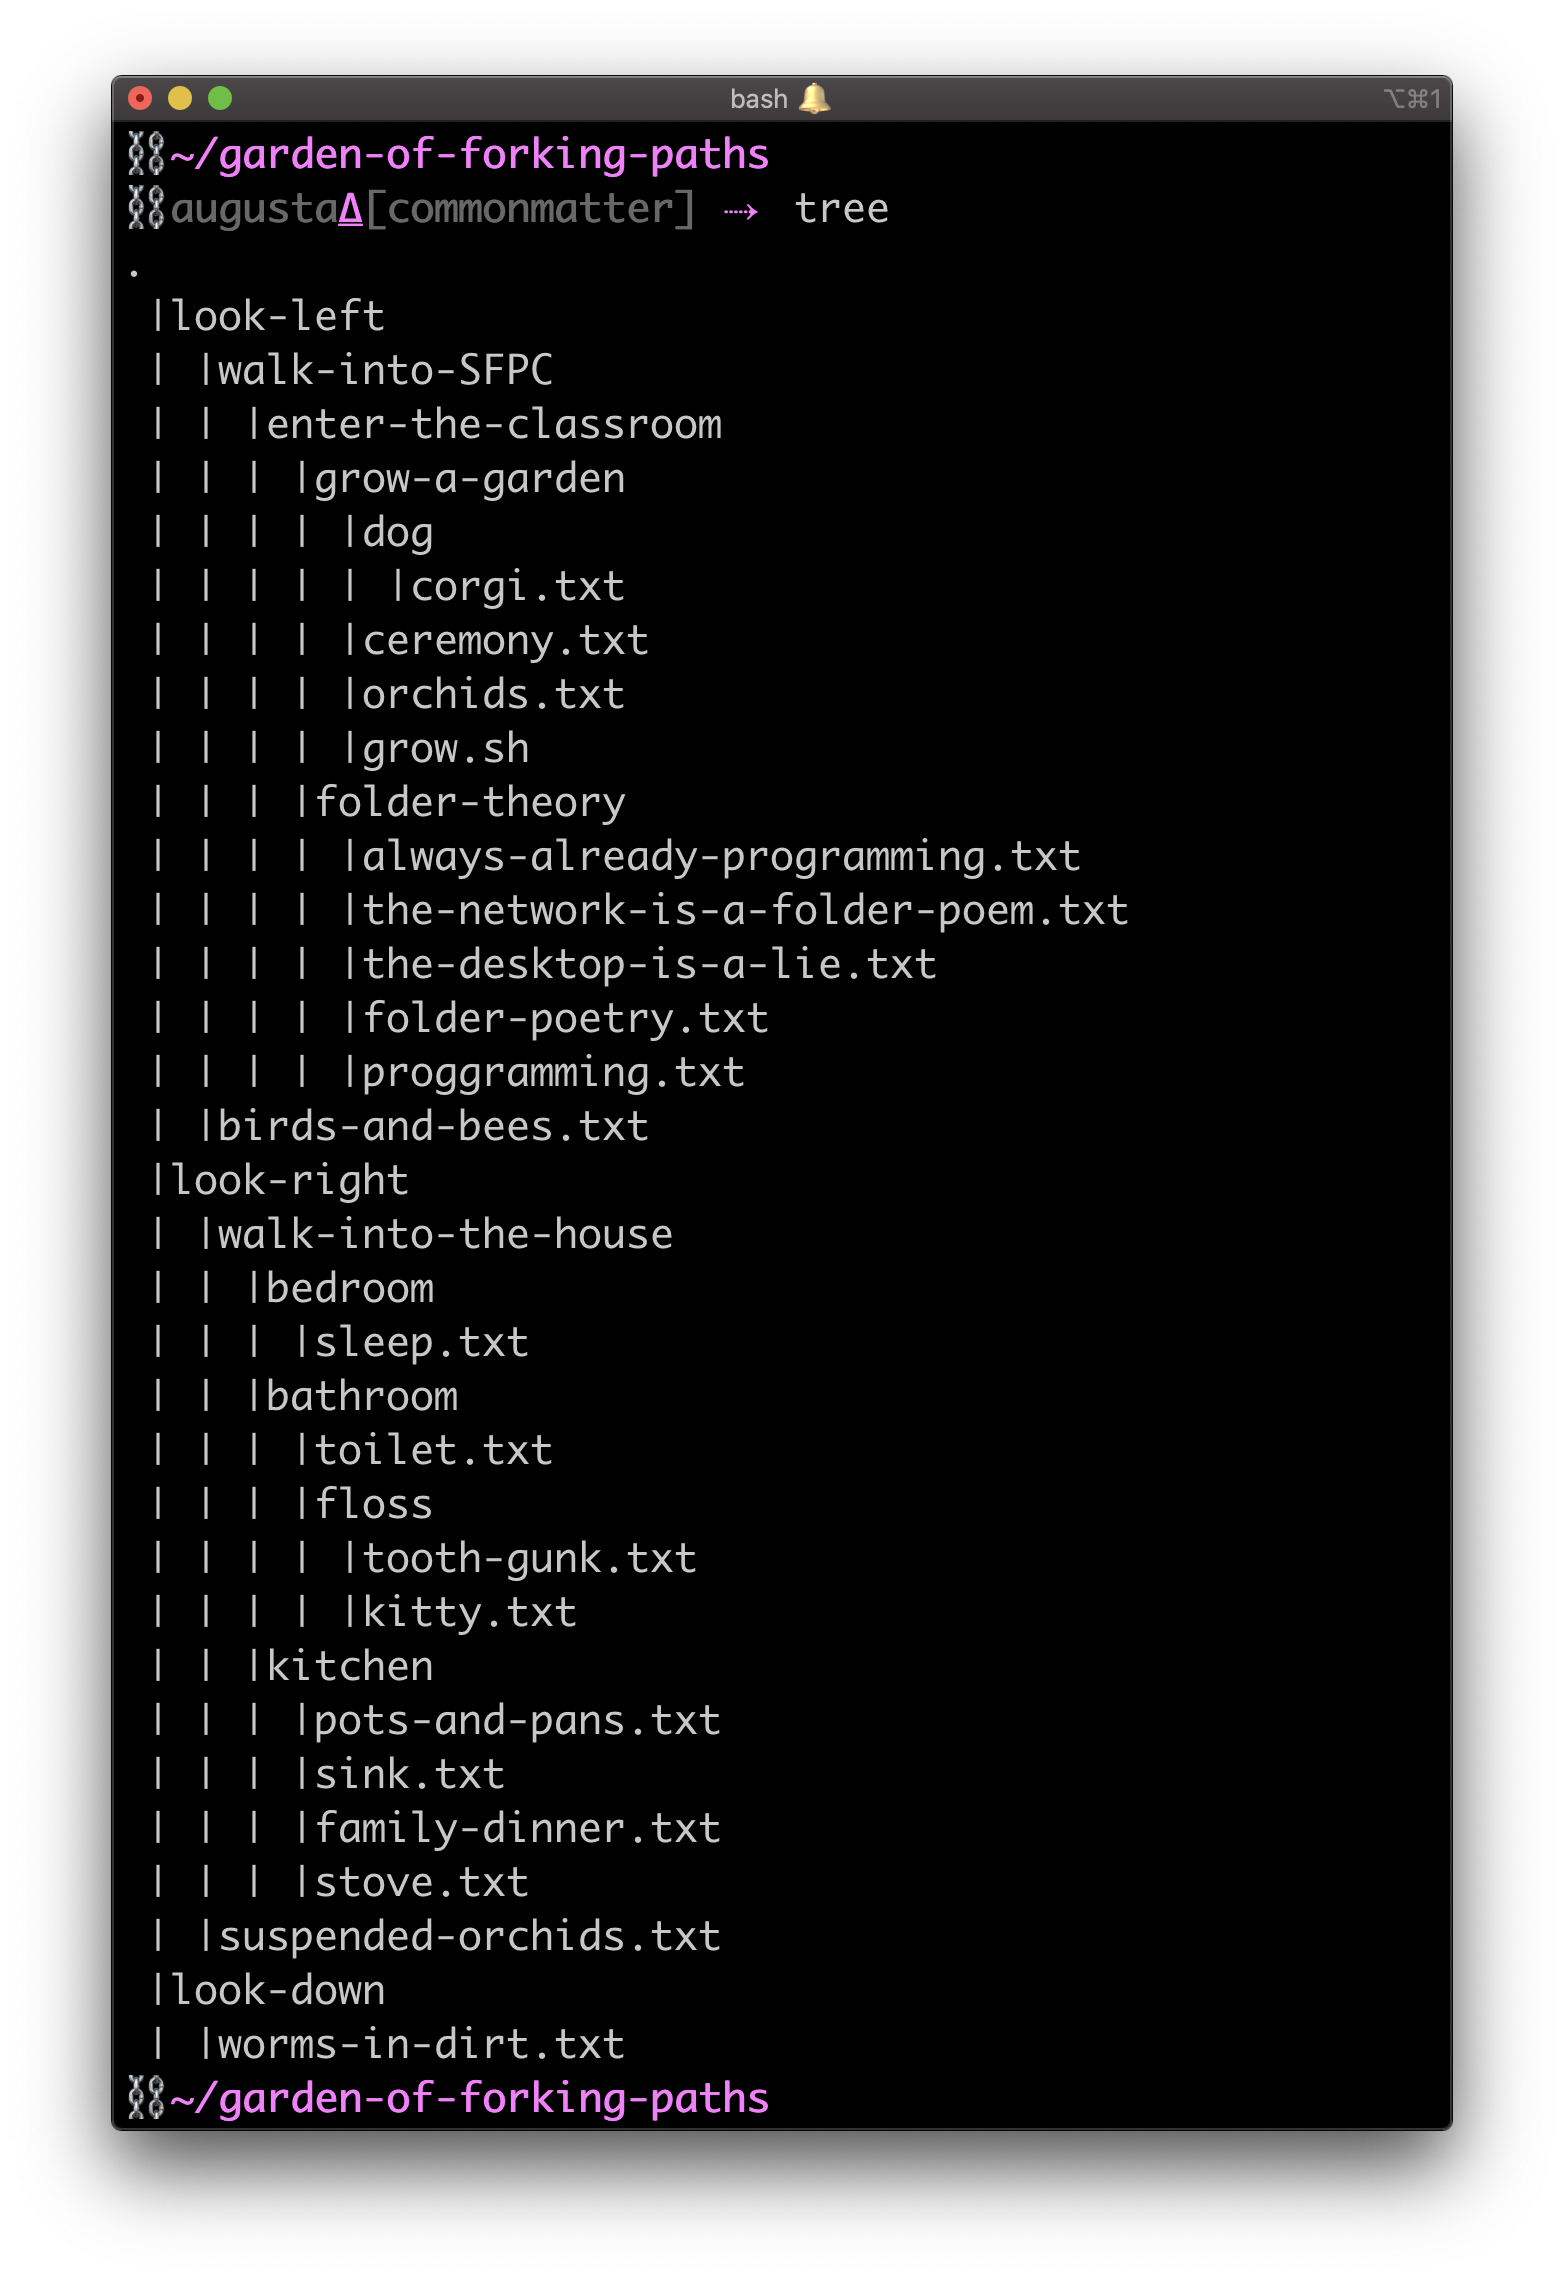 bash 🔔 ⌥⌘1
⛓⛓~/garden-of-forking-paths
⛓⛓augustaΔ[commonmatter] ⤑ tree
.
 |look-left
 | |walk-into-SFPC
 | | |enter-the-classroom
 | | | |grow-a-garden
 | | | | |dog
 | | | | | |corgi.txt
 | | | | |ceremony.txt
 | | | | |orchids.txt
 | | | | |grow.sh
 | | | |folder-theory
 | | | | |always-already-programming.txt
 | | | | |the-network-is-a-folder-poem.txt
 | | | | |the-desktop-is-a-lie.txt
 | | | | |folder-poetry.txt
 | | | | |proggramming.txt
 | |birds-and-bees.txt
 |look-right
 | |walk-into-the-house
 | | |bedroom
 | | | |sleep.txt
 | | |bathroom
 | | | |toilet.txt
 | | | |floss
 | | | | |tooth-gunk.txt
 | | | | |kitty.txt
 | | |kitchen
 | | | |pots-and-pans.txt
 | | | |sink.txt
 | | | |family-dinner.txt
 | | | |stove.txt
 | |suspended-orchids.txt
 |look-down
 | |worms-in-dirt.txt
⛓⛓~/garden-of-forking-paths